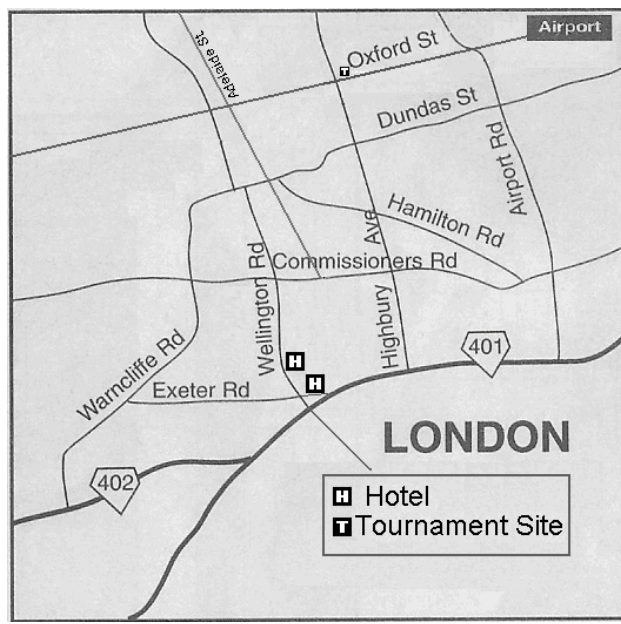 Airport
Oxford St
T
Adelaide St.
Dundas St
Airport Rd
Hamilton Rd
Ave
Commissioners Rd
Wellington Rd
Highbury
Warncliffe Rd
401
H
H
Exeter Rd
LONDON
402
H Hotel
T Tournament Site